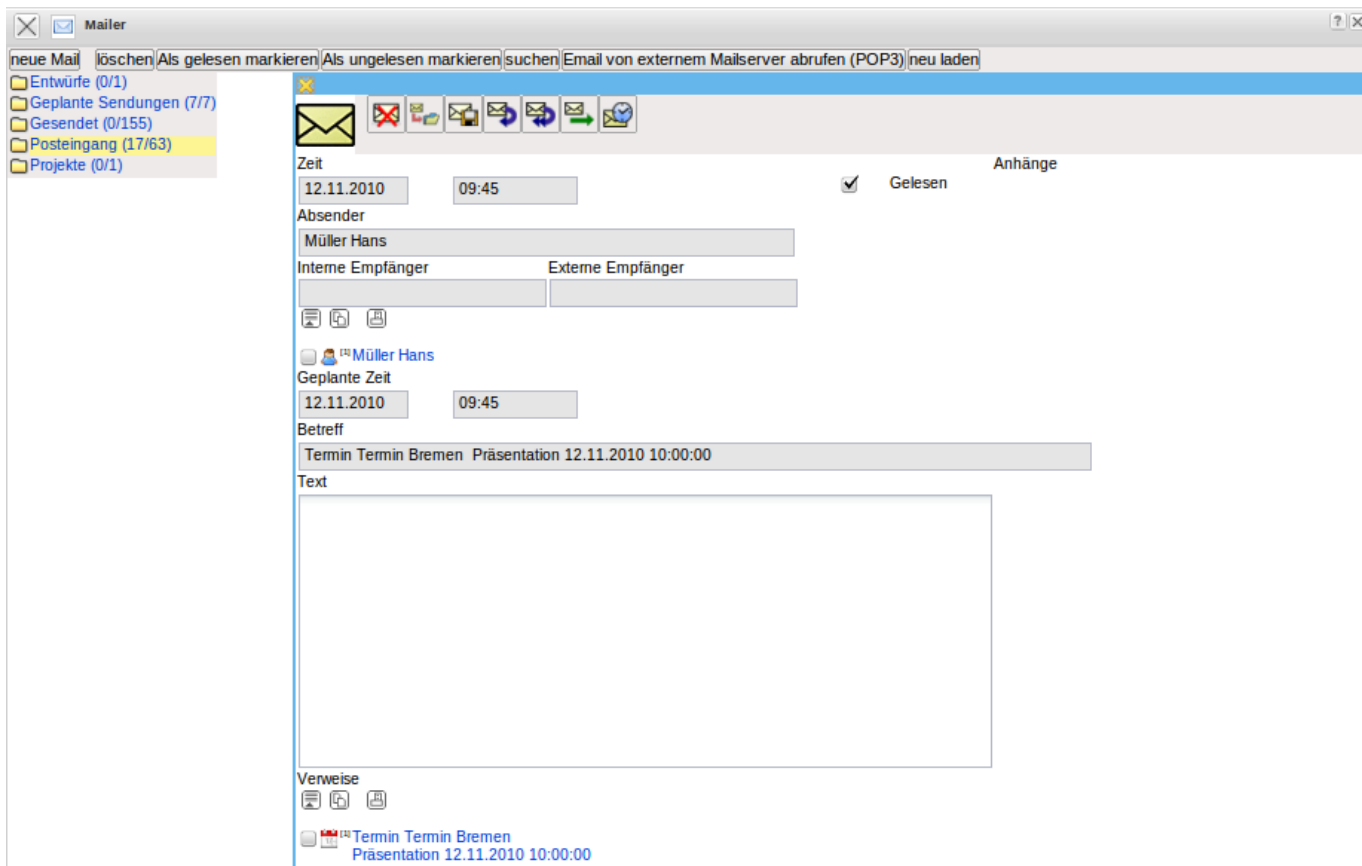 Mailer
neue Mail löschen Als gelesen markieren Als ungelesen markieren suchen Email von externem Mailserver abrufen (POP3) neu laden
Entwürfe (0/1)
Geplante Sendungen (7/7)
Gesendet (0/155)
Posteingang (17/63)
Projekte (0/1)
Zeit
Anhänge
12.11.2010 09:45
Gelesen
Absender
Müller Hans
Interne Empfänger Externe Empfänger
[1] Müller Hans
Geplante Zeit
12.11.2010 09:45
Betreff
Termin Termin Bremen  Präsentation 12.11.2010 10:00:00
Text
Verweise
[1] Termin Termin Bremen
Präsentation 12.11.2010 10:00:00